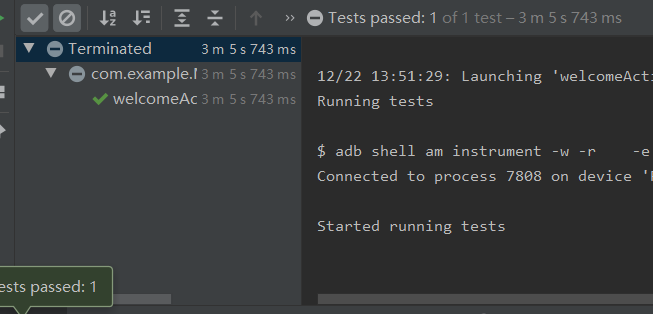 Tests passed: 1 of 1 test – 3 m 5 s 743 ms
Terminated 3 m 5 s 743 ms
com.example.I 3 m 5 s 743 ms
welcomeAc 3 m 5 s 743 ms
12/22 13:51:29: Launching 'welcomeActi
Running tests
$ adb shell am instrument -w -r -e
Connected to process 7808 on device '
Started running tests
ests passed: 1